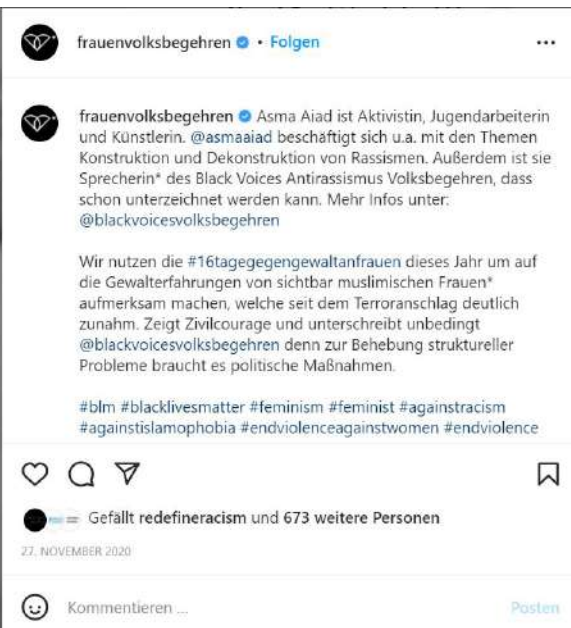 frauenvolksbegehren • Folgen
frauenvolksbegehren Asma Aiad ist Aktivistin, Jugendarbeiterin
und Künstlerin. @asmaaiad beschäftigt sich u.a. mit den Themen
Konstruktion und Dekonstruktion von Rassismen. Außerdem ist sie
Sprecherin* des Black Voices Antirassismus Volksbegehren, dass
schon unterzeichnet werden kann. Mehr Infos unter:
@blackvoicesvolksbegehren
Wir nutzen die #16tagegegengewaltanfrauen dieses Jahr um auf
die Gewalterfahrungen von sichtbar muslimischen Frauen*
aufmerksam machen, welche seit dem Terroranschlag deutlich
zunahm. Zeigt Zivilcourage und unterschreibt unbedingt
@blackvoicesvolksbegehren denn zur Behebung struktureller
Probleme braucht es politische Maßnahmen.
#blm #blacklivesmatter #feminism #feminist #againstracism
#againstislamophobia #endviolenceagainstwomen #endviolence
Gefällt redefineracism und 673 weitere Personen
27. NOVEMBER 2020
Kommentieren ... Posten